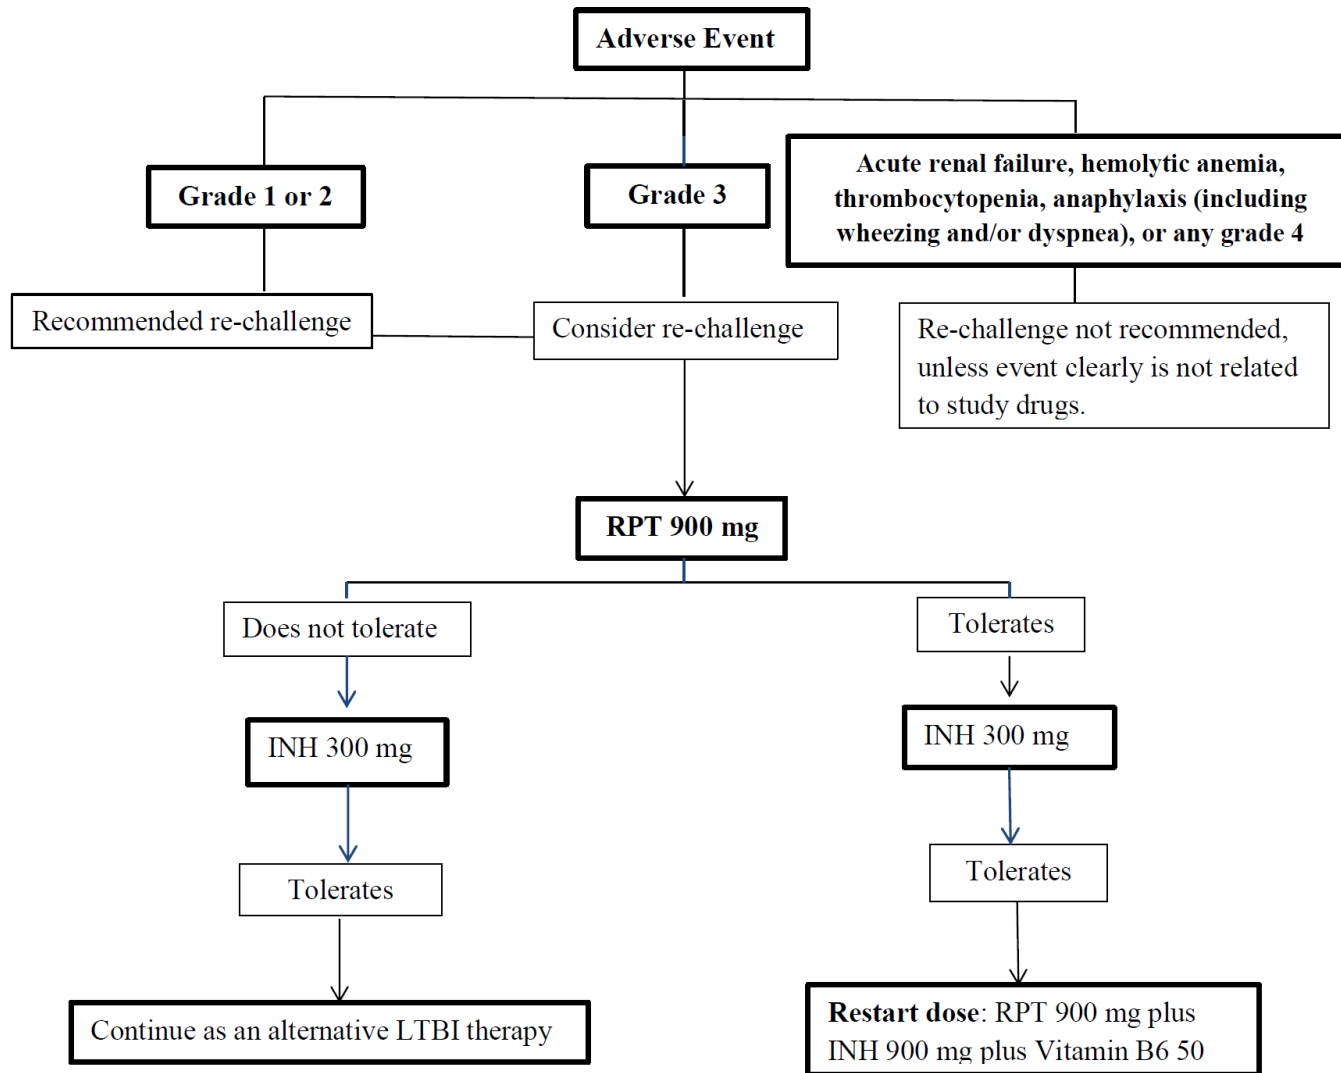 Adverse Event
Grade 1 or 2
Grade 3
Acute renal failure, hemolytic anemia,
thrombocytopenia, anaphylaxis (including
wheezing and/or dyspnea), or any grade 4
Recommended re-challenge
Consider re-challenge
Re-challenge not recommended,
unless event clearly is not related
to study drugs.
RPT 900 mg
Does not tolerate
Tolerates
INH 300 mg
INH 300 mg
Tolerates
Tolerates
Continue as an alternative LTBI therapy
Restart dose: RPT 900 mg plus
INH 900 mg plus Vitamin B6 50